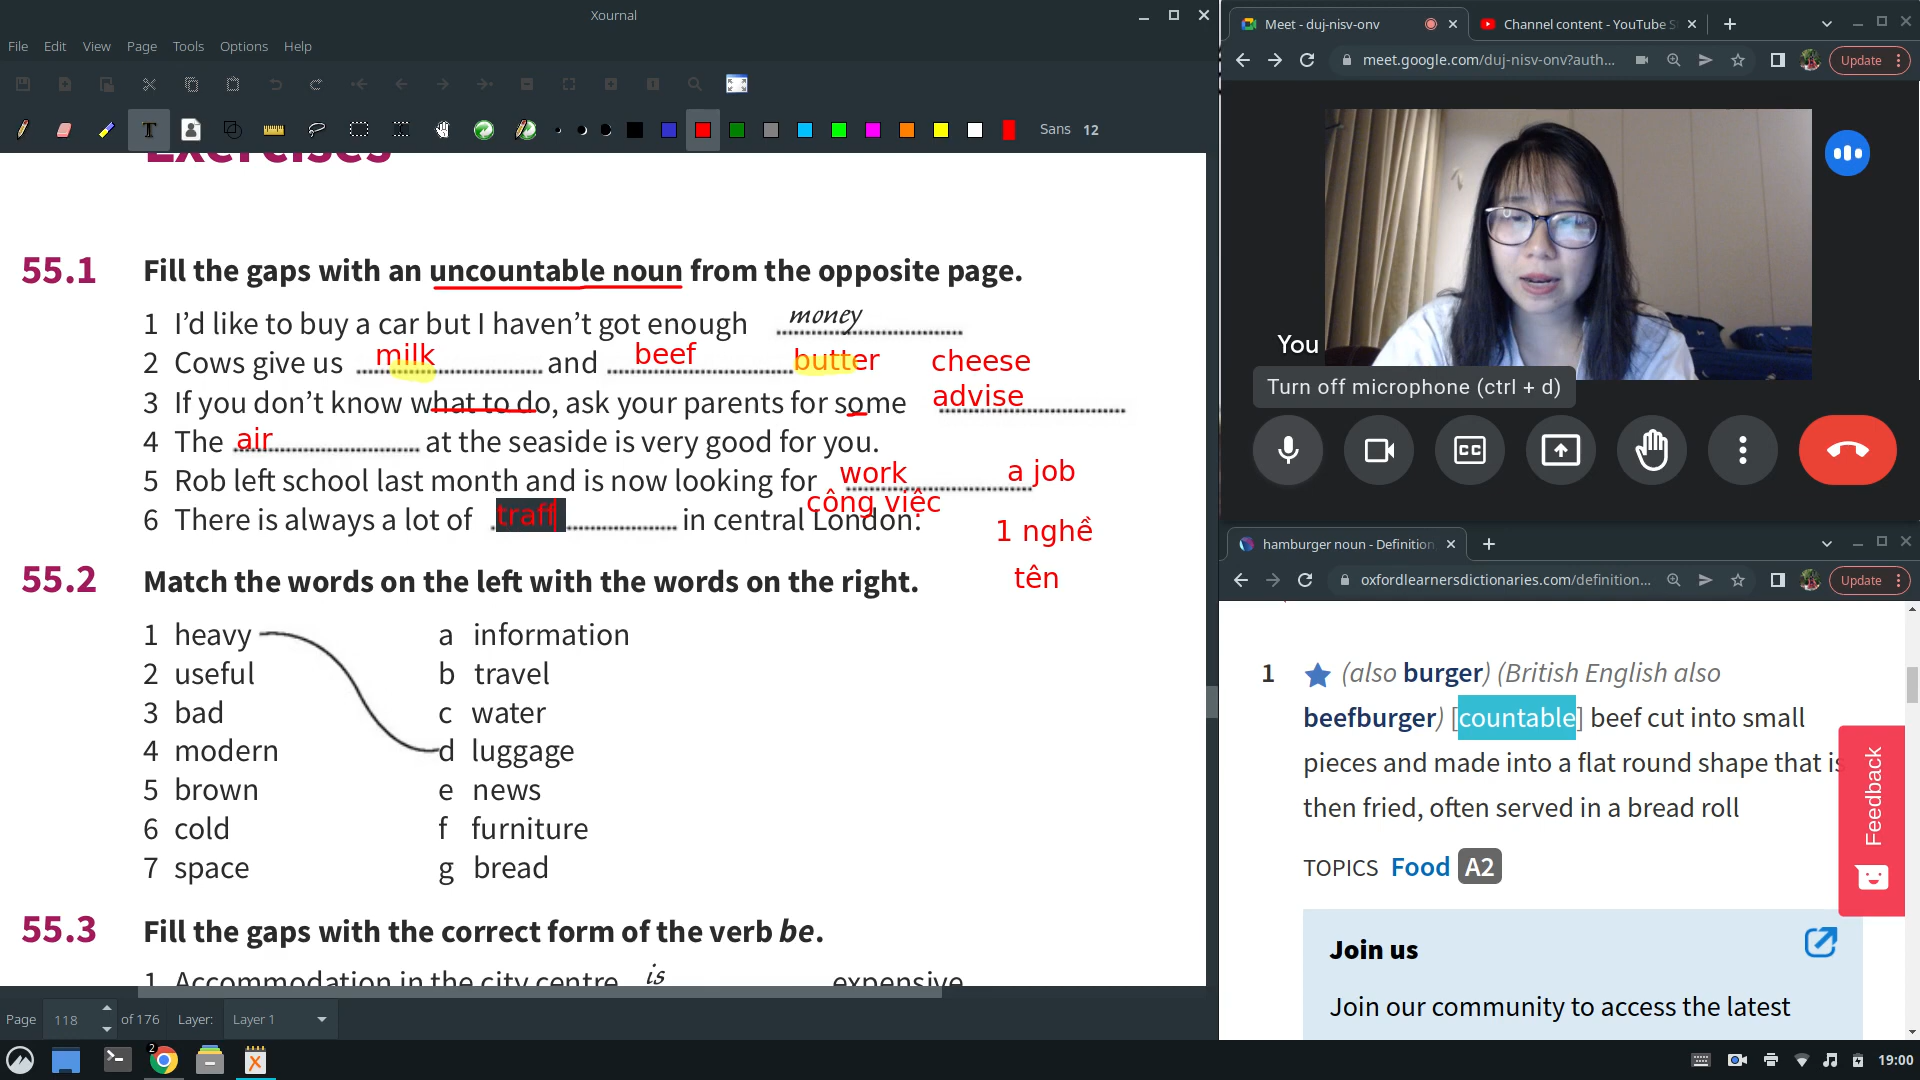 Xournal
File Edit View Page Tools Options Help
Sans 12
Exercises
55.1 Fill the gaps with an uncountable noun from the opposite page.
1 I'd like to buy a car but I haven't got enough money
2 Cows give us milk and beef butter cheese
3 If you don't know what to do, ask your parents for some advise
4 The air at the seaside is very good for you.
5 Rob left school last month and is now looking for work a job
công việc
6 There is always a lot of traff in central London.
1 nghề
tên
55.2 Match the words on the left with the words on the right.
1 heavy a information
2 useful b travel
3 bad c water
4 modern d luggage
5 brown e news
6 cold f furniture
7 space g bread
55.3 Fill the gaps with the correct form of the verb be.
1 Accommodation in the city centre is expensive
Page 118 of 176 Layer: Layer 1
Meet - duj-nisv-onv
Channel content - YouTube S
meet.google.com/duj-nisv-onv?auth...
Update
You
Turn off microphone (ctrl + d)
CC
hamburger noun - Definition
oxfordlearnersdictionaries.com/definition...
Update
1 (also burger) (British English also
beefburger) [countable] beef cut into small
pieces and made into a flat round shape that is
then fried, often served in a bread roll
TOPICS Food A2
Feedback
Join us
Join our community to access the latest
2
19:00